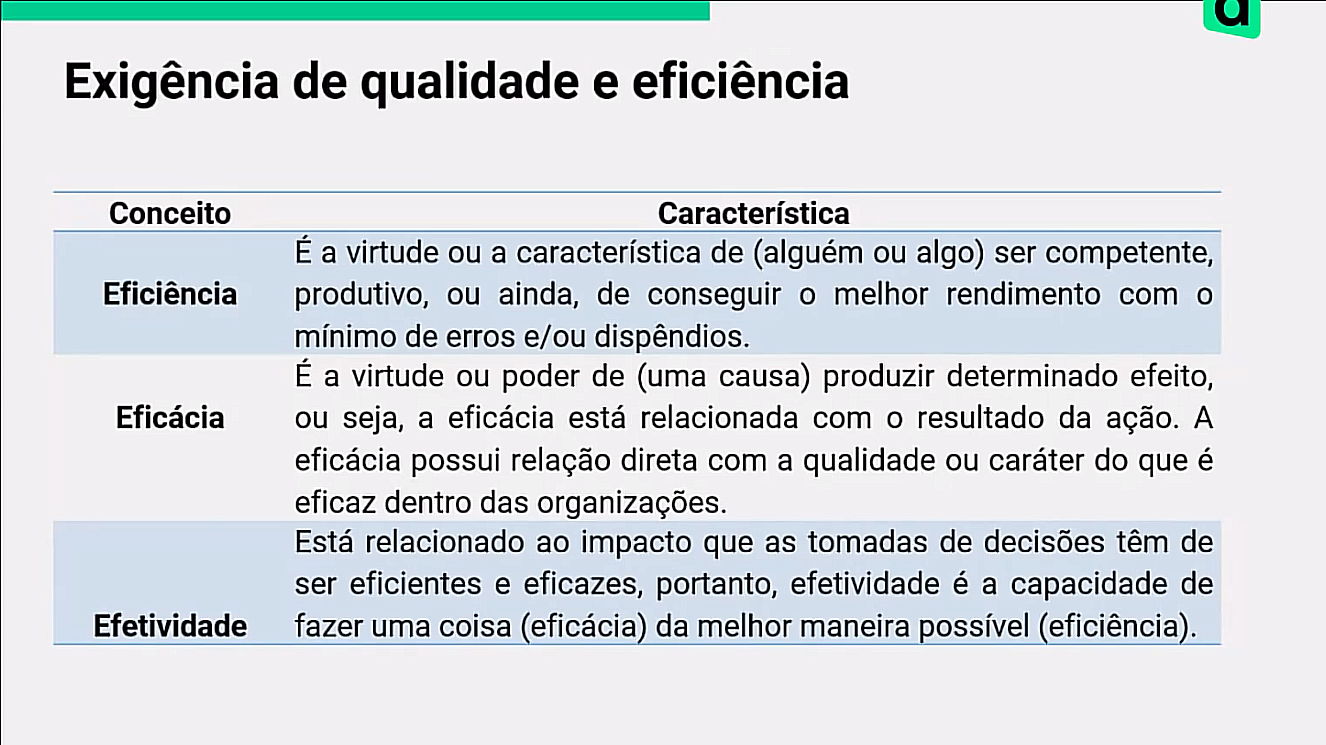 Exigência de qualidade e eficiência
Conceito Característica
É a virtude ou a característica de (alguém ou algo) ser competente,
Eficiência produtivo, ou ainda, de conseguir o melhor rendimento com o
mínimo de erros e/ou dispêndios.
É a virtude ou poder de (uma causa) produzir determinado efeito,
Eficácia ou seja, a eficácia está relacionada com o resultado da ação. A
eficácia possui relação direta com a qualidade ou caráter do que é
eficaz dentro das organizações.
Está relacionado ao impacto que as tomadas de decisões têm de
ser eficientes e eficazes, portanto, efetividade é a capacidade de
Efetividade fazer uma coisa (eficácia) da melhor maneira possível (eficiência).